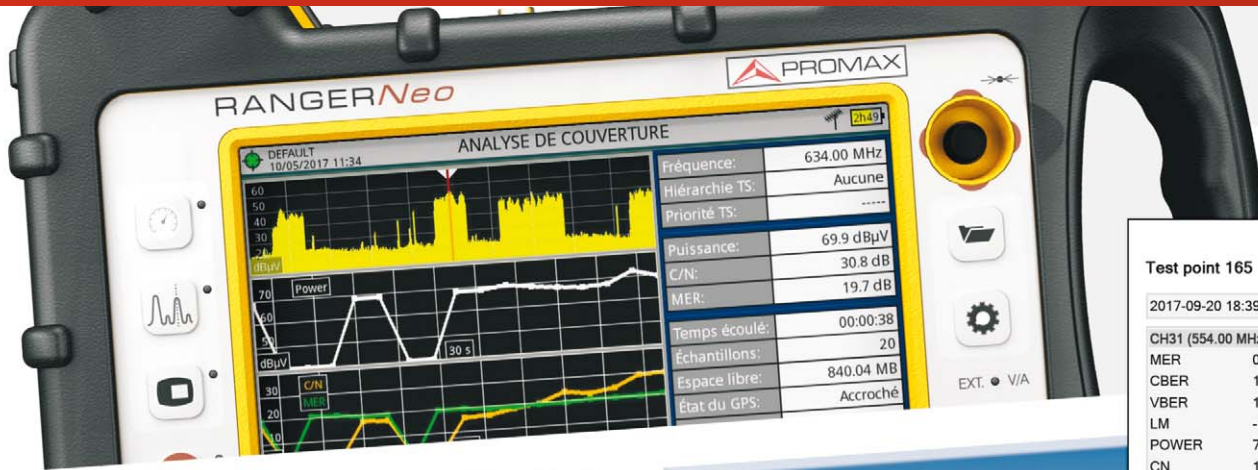 RANGERNeo
PROMAX
DEFAULT
10/05/2017 11:34
ANALYSE DE COUVERTURE
2h49
60
50
40
30
dBµV
Fréquence: 634.00 MHz
Hiérarchie TS: Aucune
Priorité TS: -----
Puissance: 69.9 dBµV
C/N: 30.8 dB
MER: 19.7 dB
Temps écoulé: 00:00:38
Échantillons: 20
Espace libre: 840.04 MB
État du GPS: Accroché
70
Power
60
dBµV
30 s
30
C/N
MER
20
10
EXT. V/A
Test point 165
2017-09-20 18:39
CH31 (554.00 MHz
MER
CBER
VBER
LM
POWER
CN